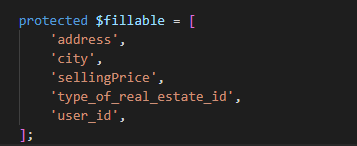 protected $fillable = [
'address',
'city',
'sellingPrice',
'type_of_real_estate_id',
'user_id',
];